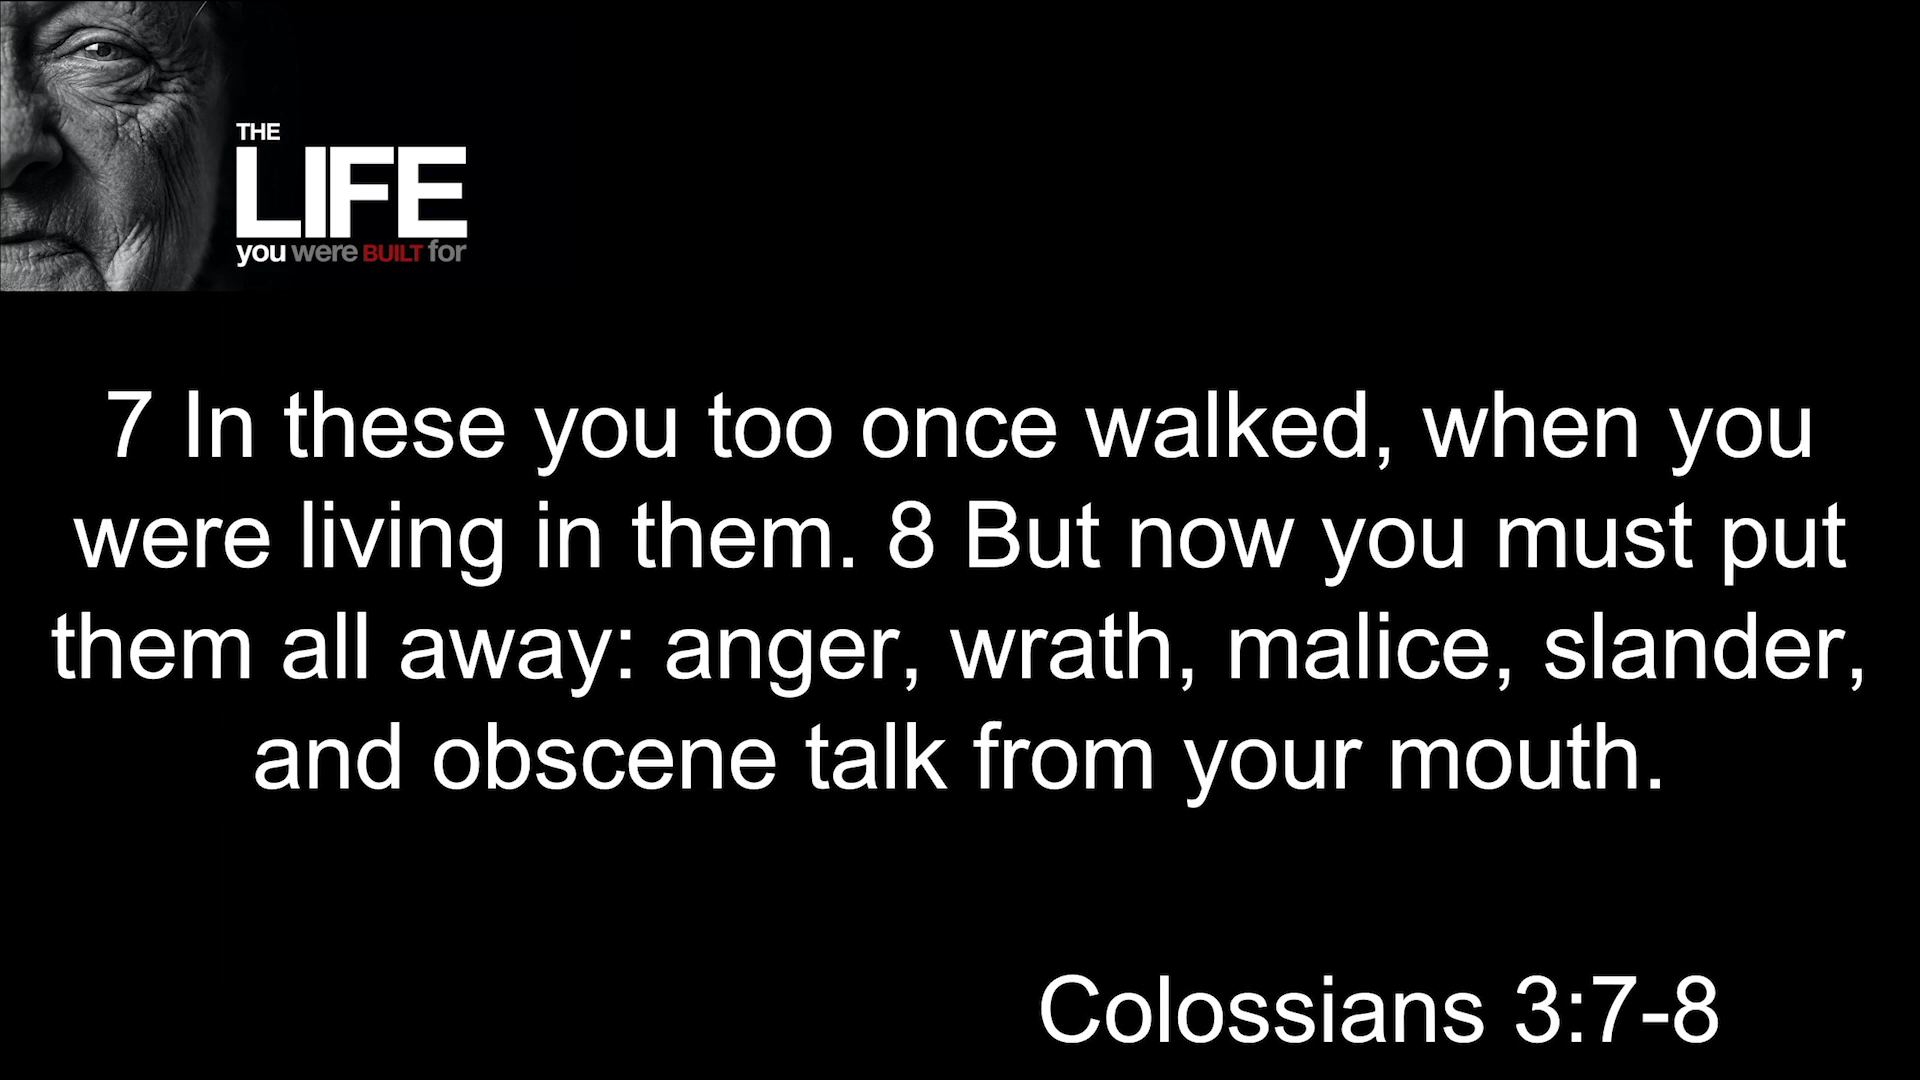 THE
LIFE
you were BUILT for
7 In these you too once walked, when you
were living in them. 8 But now you must put
them all away: anger, wrath, malice, slander,
and obscene talk from your mouth.
Colossians 3:7-8